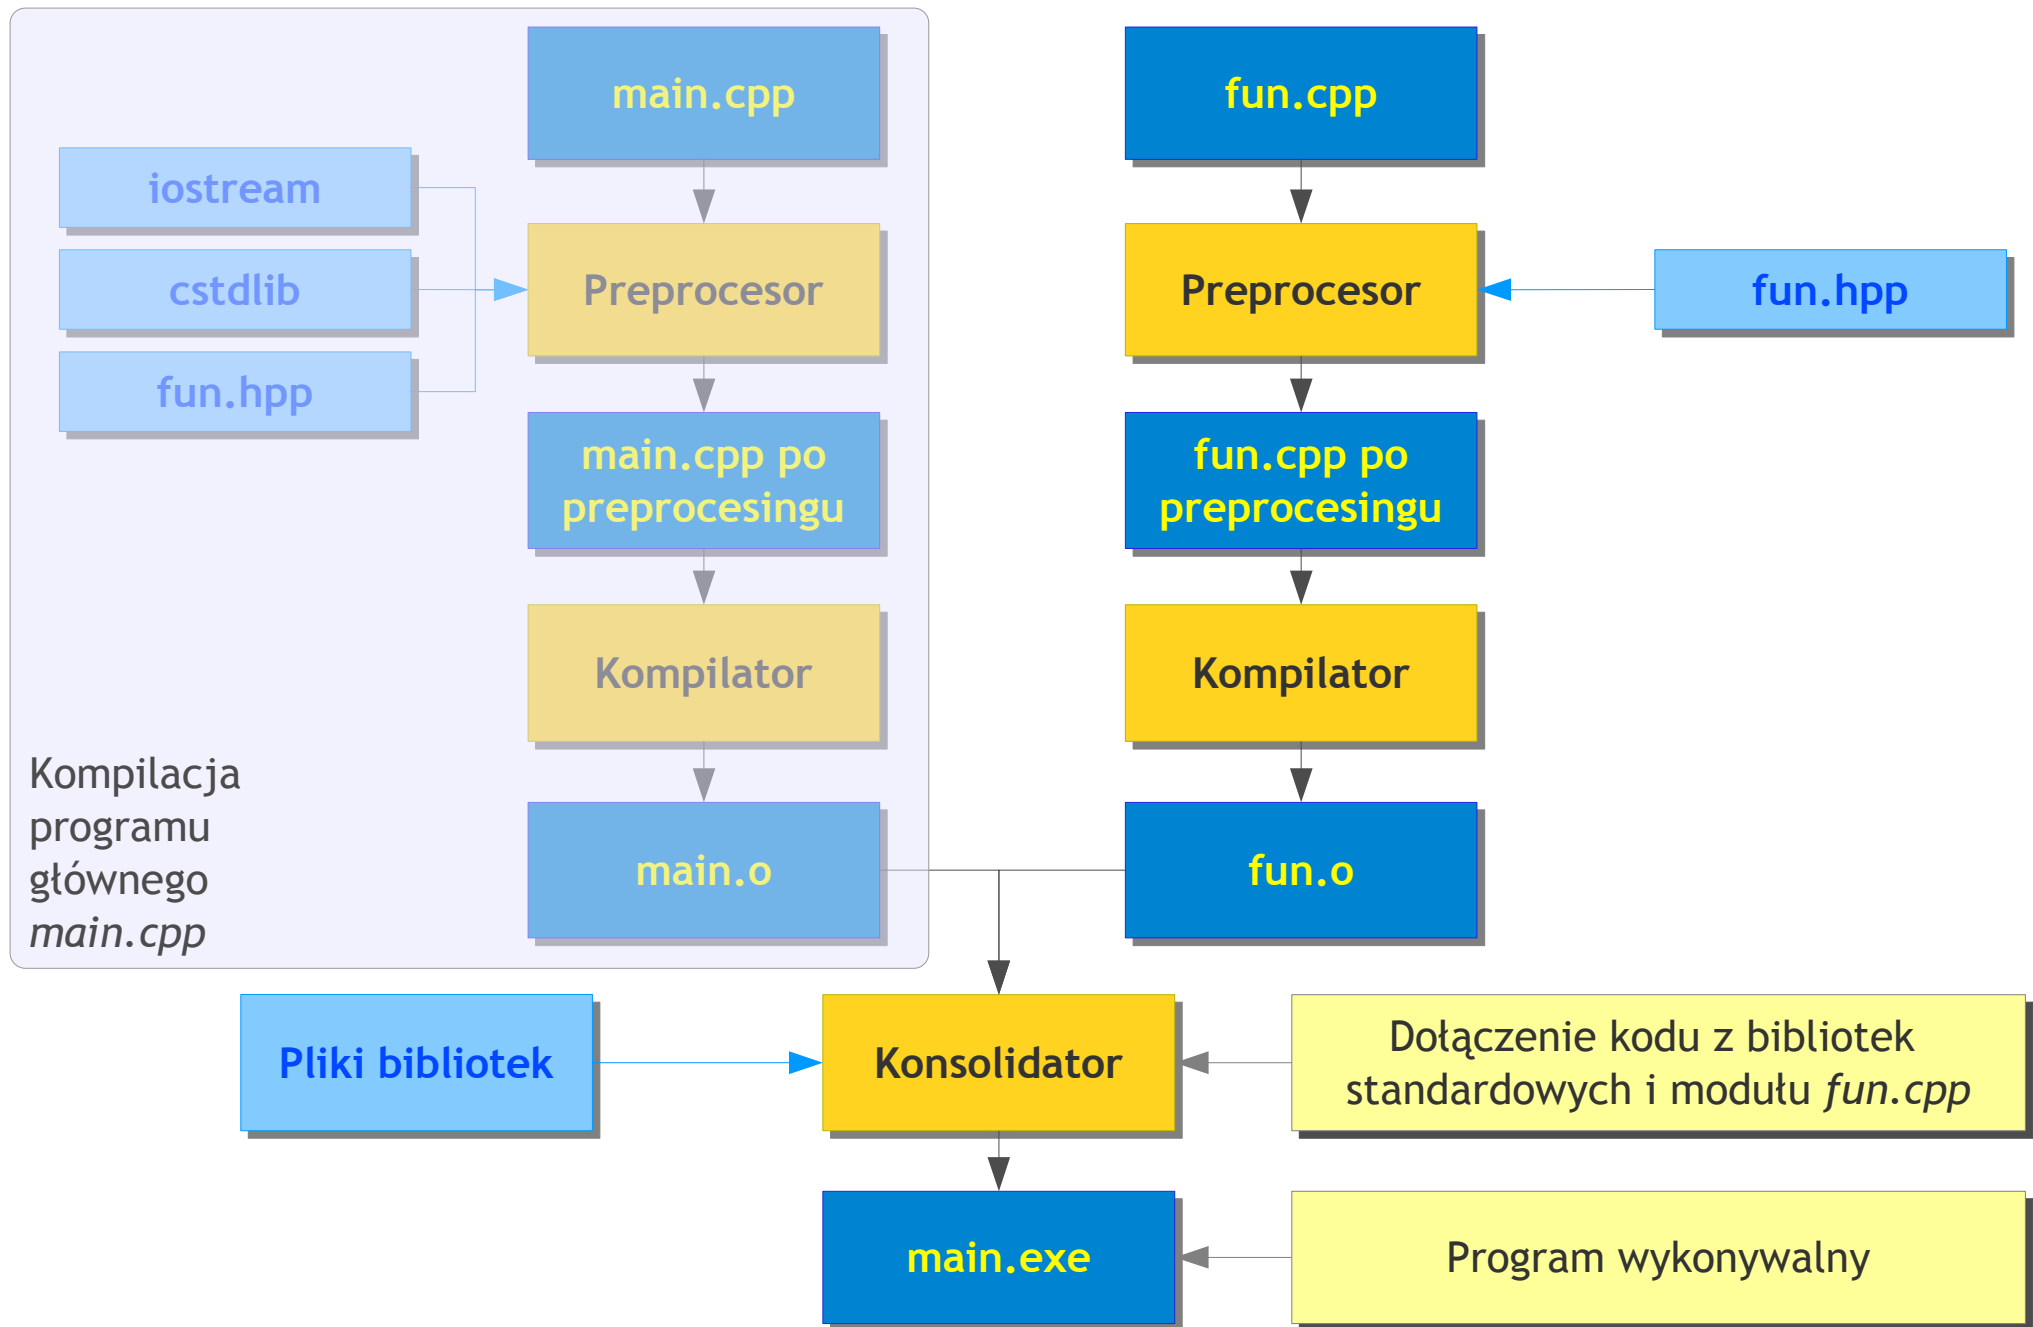 main.cpp
fun.cpp
iostream
cstdlib
fun.hpp
Preprocesor
Preprocesor
fun.hpp
main.cpp po
preprocesingu
fun.cpp po
preprocesingu
Kompilator
Kompilator
Kompilacja
programu
głównego
main.cpp
main.o
fun.o
Pliki bibliotek
Konsolidator
Dołączenie kodu z bibliotek
standardowych i modułu fun.cpp
main.exe
Program wykonywalny